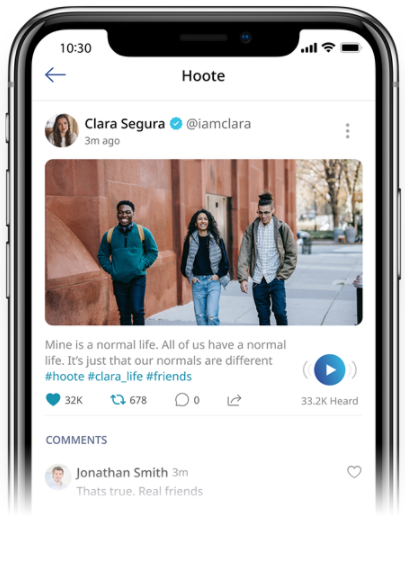 10:30
Hoote
Clara Segura @iamclara
3m ago
Mine is a normal life. All of us have a normal
life. It's just that our normals are different
#hoote #clara_life #friends
32K 678 0 33.2K Heard
COMMENTS
Jonathan Smith 3m
Thats true. Real friends